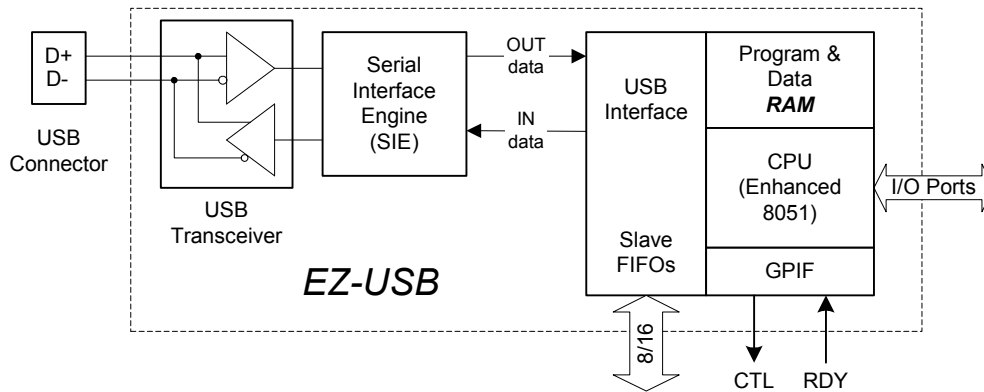 D+
D-
USB
Connector
USB
Transceiver
Serial
Interface
Engine
(SIE)
OUT
data
IN
data
USB
Interface
Slave
FIFOs
Program &
Data
RAM
CPU
(Enhanced
8051)
GPIF
I/O Ports
EZ-USB
8/16
CTL
RDY